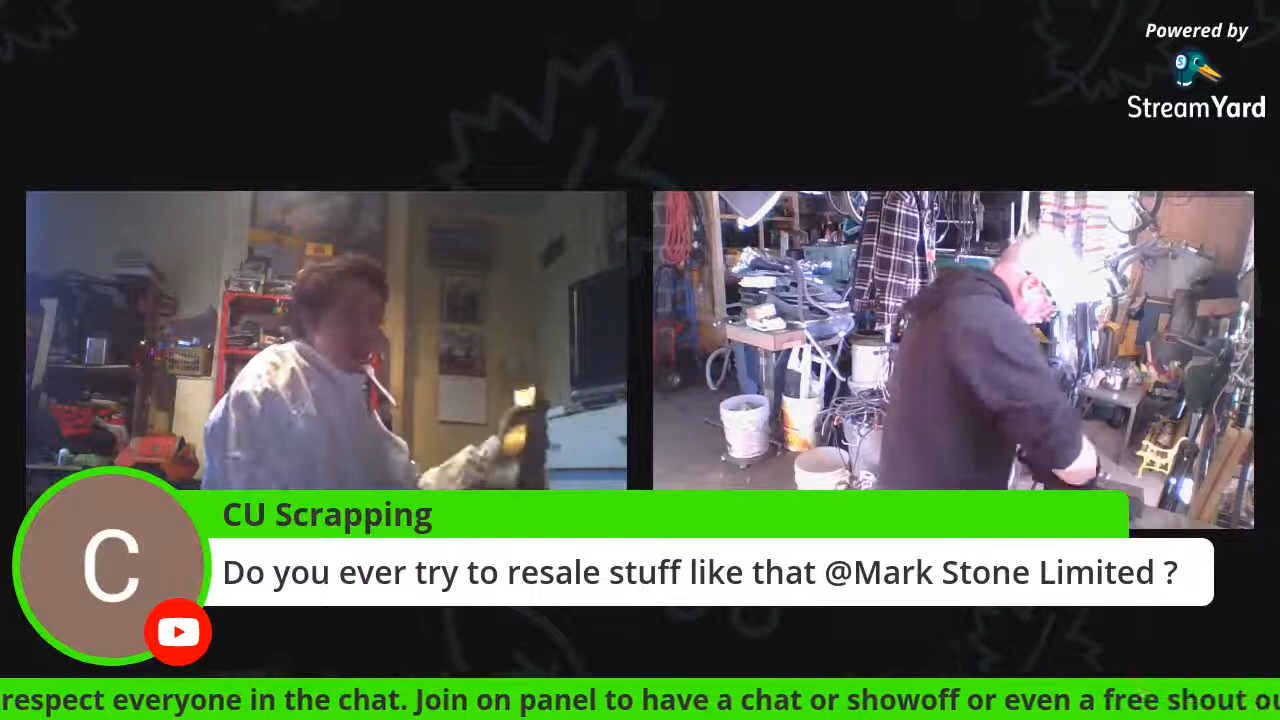 Powered by
StreamYard
CU Scrapping
Do you ever try to resale stuff like that @Mark Stone Limited ?
respect everyone in the chat. Join on panel to have a chat or showoff or even a free shout